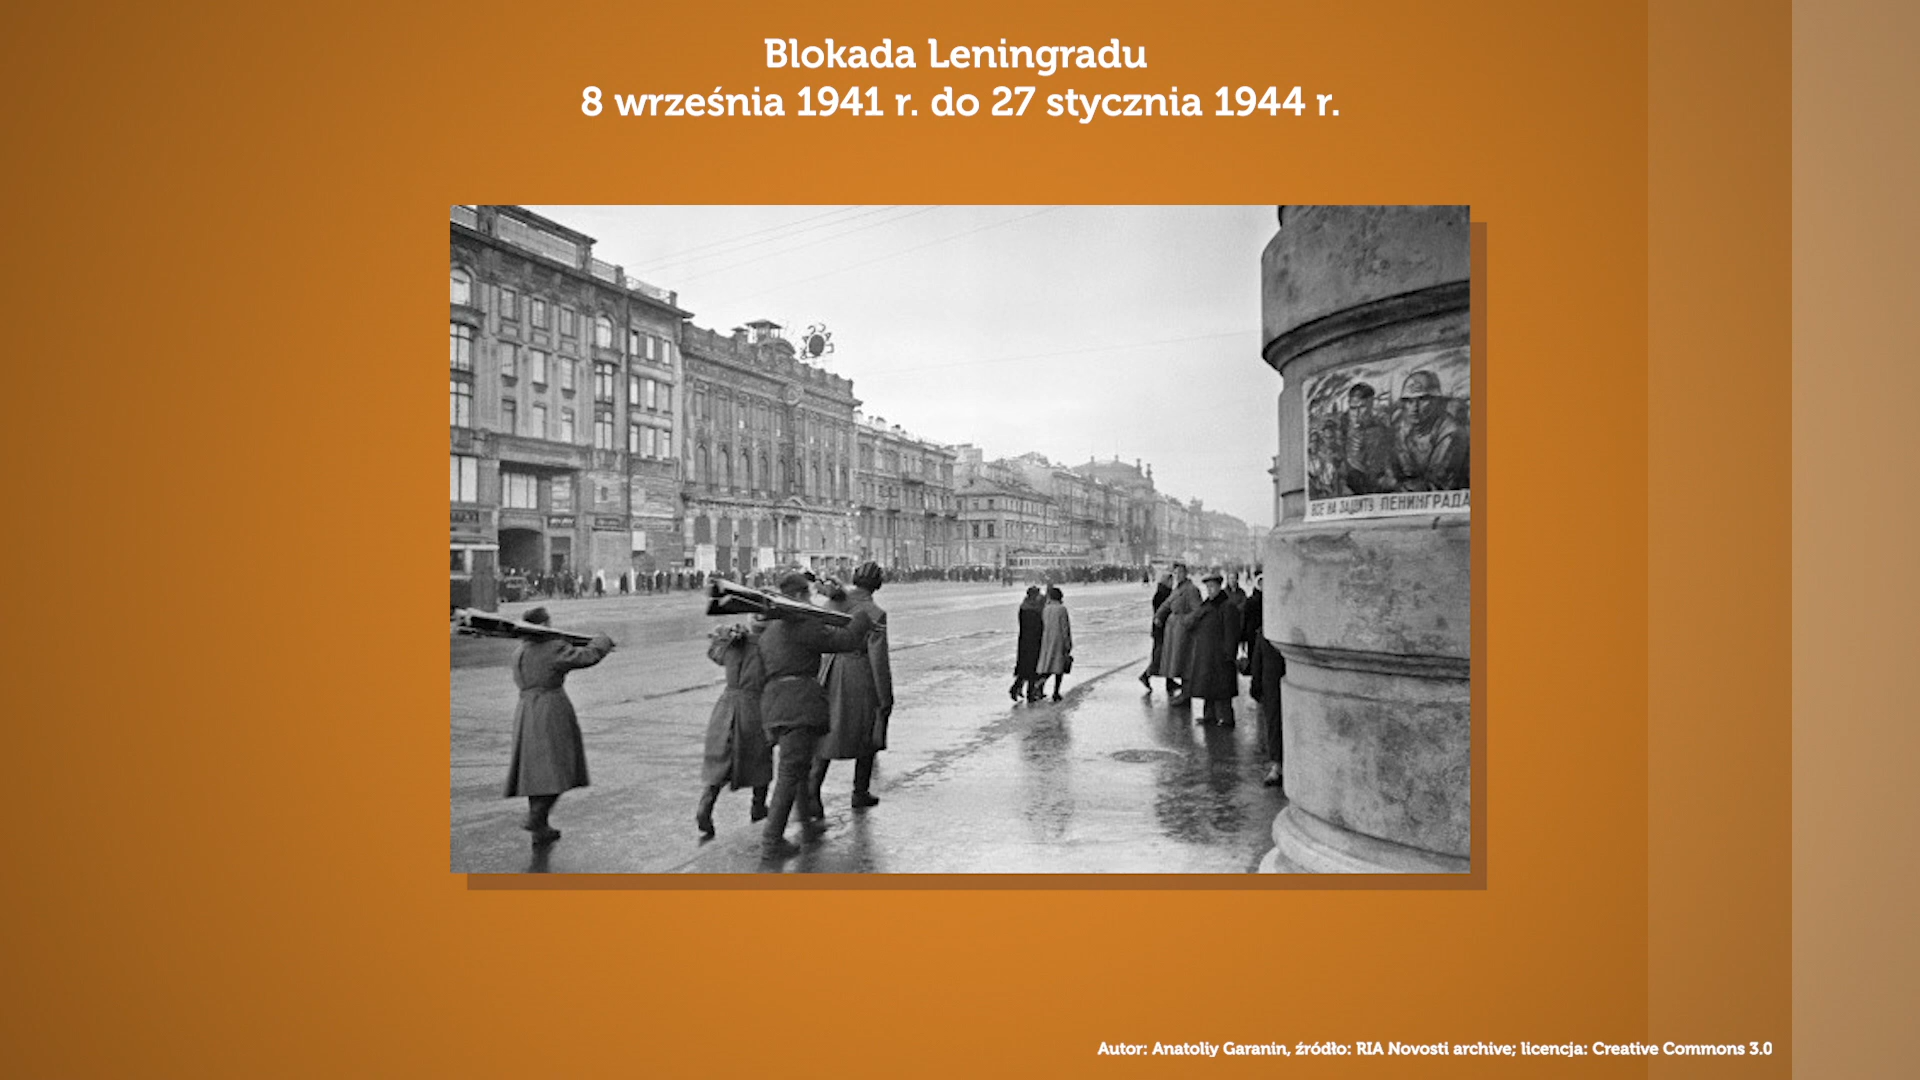 Blokada Leningradu
8 września 1941 r. do 27 stycznia 1944 r.
ВСЕ НА ЗАЩИТУ ЛЕНИНГРАДА
Autor: Anatoliy Garanin, źródło: RIA Novosti archive; licencja: Creative Commons 3.0